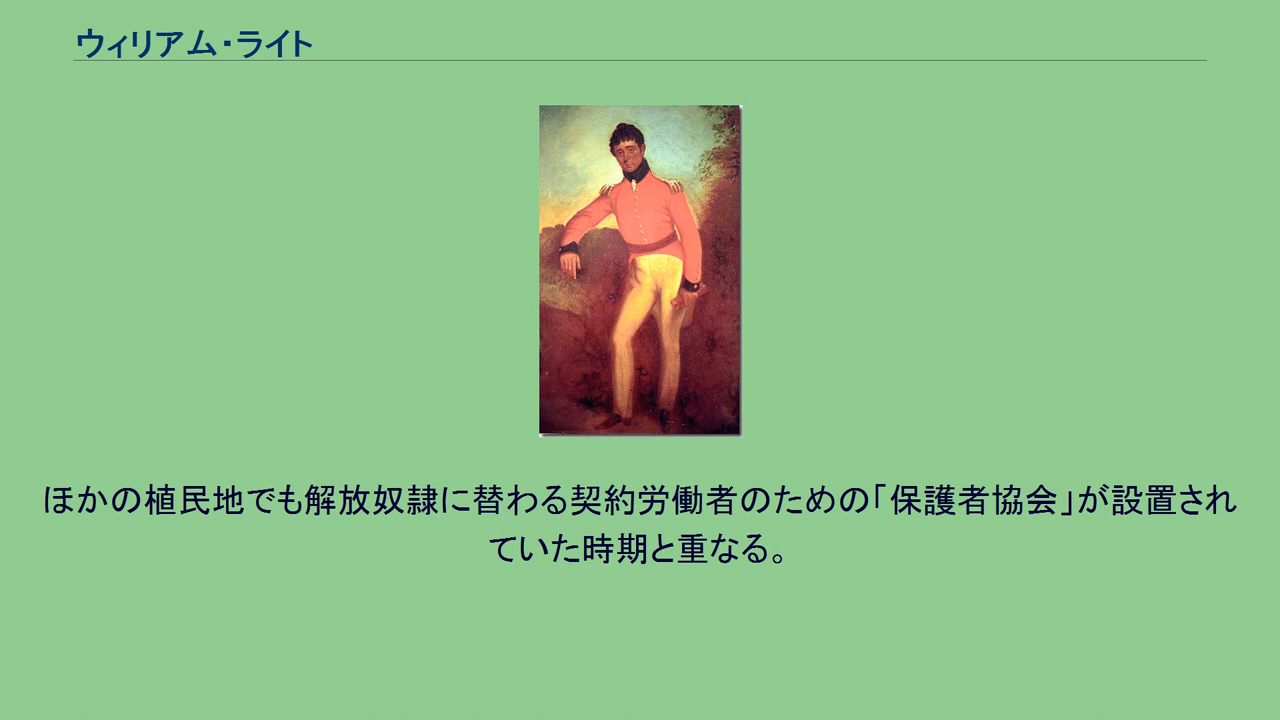 ウィリアム・ライト
ほかの植民地でも解放奴隷に替わる契約労働者のための「保護者協会」が設置され
ていた時期と重なる。